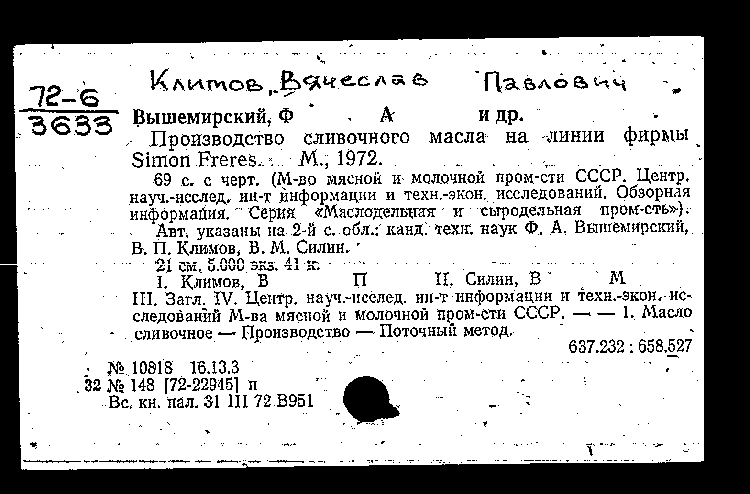 Климов, Вячеслав Павлович
72-6
3633
Вышемирский, Ф А и др.
Производство сливочного масла на линии фирмы
Simon Freres. М., 1972.
69 с. с черт. (М-во мясной и молочной пром-сти СССР. Центр.
науч.-исслед. ин-т информации и техн.-экон. исследований. Обзорная
информация. Серия «Маслодельная и сыродельная пром-сть»).
Авт. указаны на 2-й с. обл.: канд. техн. наук Ф. А. Вышемирский,
В. П. Климов, В. М. Силин.
21 см. 5.000 экз. 41 к.
I. Климов, В П II. Силин, В М
III. Загл. IV. Центр. науч.-исслед. ин-т информации и техн.-экон. ис-
следований М-ва мясной и молочной пром-сти СССР. — — 1. Масло
сливочное — Производство — Поточный метод.
637.232 : 658.527
№ 10818 16.13.3
32 № 148 [72-22945] п
Вс. кн. пал. 31 III 72 В951